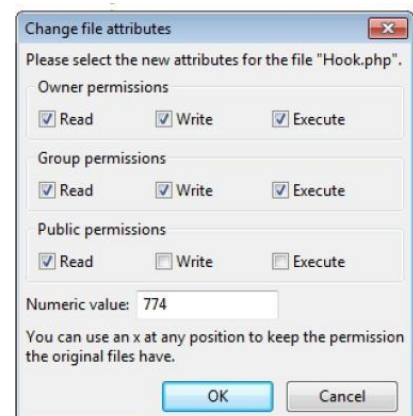 Change file attributes
Please select the new attributes for the file "Hook.php".
Owner permissions
Read Write Execute
Group permissions
Read Write Execute
Public permissions
Read Write Execute
Numeric value: 774
You can use an x at any position to keep the permission
the original files have.
OK Cancel